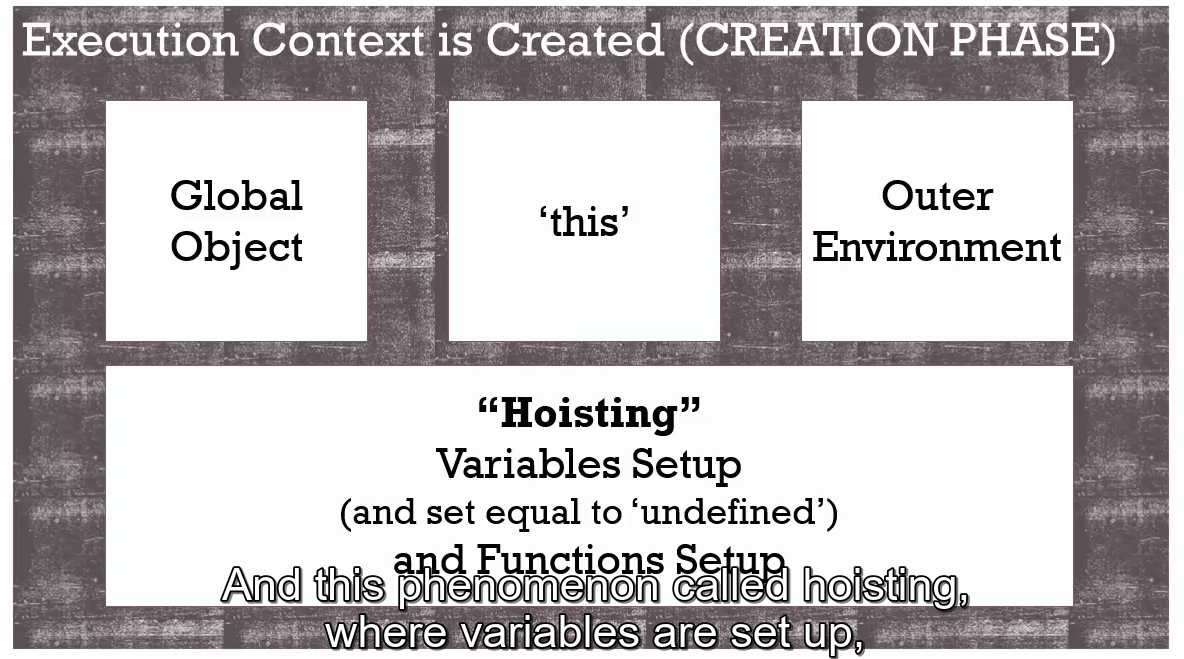 Execution Context is Created (CREATION PHASE)
Global
Object
‘this’
Outer
Environment
“Hoisting”
Variables Setup
(and set equal to ‘undefined’)
and Functions Setup
And this phenomenon called hoisting,
where variables are set up,